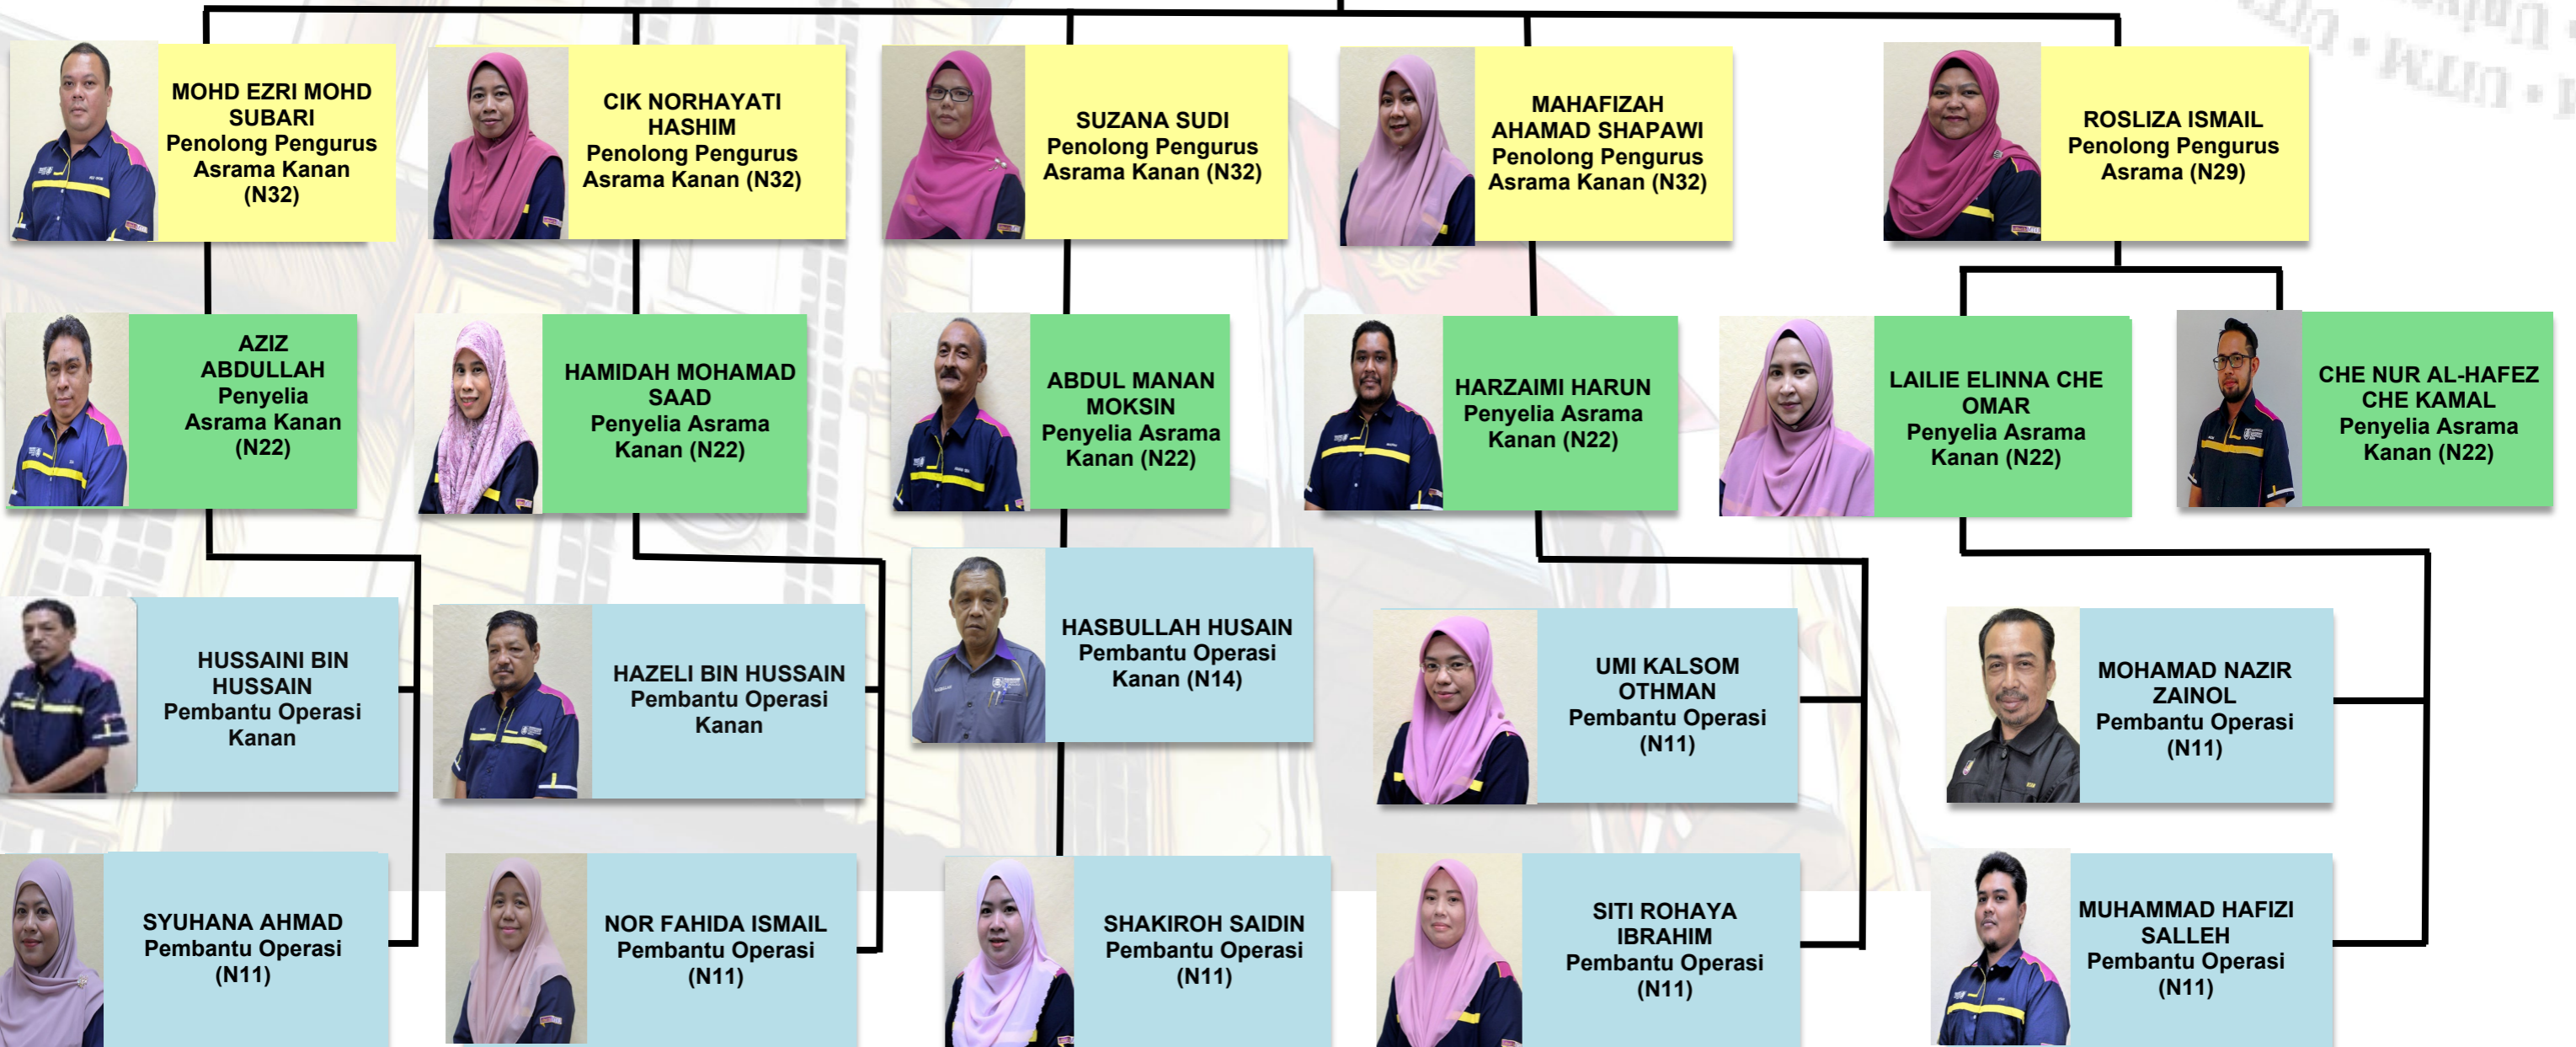 MOHD EZRI MOHD
SUBARI
Penolong Pengurus
Asrama Kanan
(N32)
CIK NORHAYATI
HASHIM
Penolong Pengurus
Asrama Kanan (N32)
SUZANA SUDI
Penolong Pengurus
Asrama Kanan (N32)
MAHAFIZAH
AHAMAD SHAPAWI
Penolong Pengurus
Asrama Kanan (N32)
ROSLIZA ISMAIL
Penolong Pengurus
Asrama (N29)
AZIZ
ABDULLAH
Penyelia
Asrama Kanan
(N22)
HAMIDAH MOHAMAD
SAAD
Penyelia Asrama
Kanan (N22)
ABDUL MANAN
MOKSIN
Penyelia Asrama
Kanan (N22)
HARZAIMI HARUN
Penyelia Asrama
Kanan (N22)
LAILIE ELINNA CHE
OMAR
Penyelia Asrama
Kanan (N22)
CHE NUR AL-HAFEZ
CHE KAMAL
Penyelia Asrama
Kanan (N22)
HUSSAINI BIN
HUSSAIN
Pembantu Operasi
Kanan
HAZELI BIN HUSSAIN
Pembantu Operasi
Kanan
HASBULLAH HUSAIN
Pembantu Operasi
Kanan (N14)
UMI KALSOM
OTHMAN
Pembantu Operasi
(N11)
MOHAMAD NAZIR
ZAINOL
Pembantu Operasi
(N11)
SYUHANA AHMAD
Pembantu Operasi
(N11)
NOR FAHIDA ISMAIL
Pembantu Operasi
(N11)
SHAKIROH SAIDIN
Pembantu Operasi
(N11)
SITI ROHAYA
IBRAHIM
Pembantu Operasi
(N11)
MUHAMMAD HAFIZI
SALLEH
Pembantu Operasi
(N11)